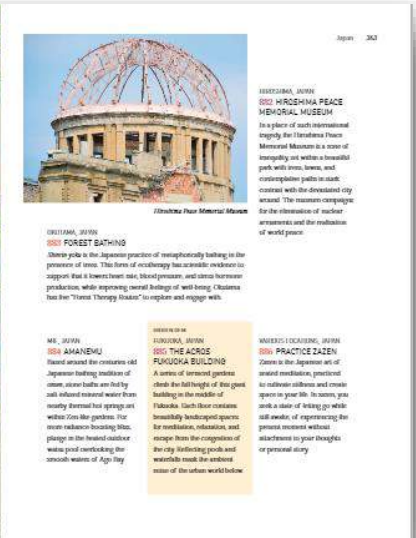 Japan 363
Hiroshima Peace Memorial Museum
HIROSHIMA, JAPAN
882 HIROSHIMA PEACE
MEMORIAL MUSEUM
In a place of such international
tragedy, the Hiroshima Peace
Memorial Museum is a zone of
tranquility, set within a beautiful
park with trees, lawns, and
contemplative paths in stark
contrast with the devastated city
around. The museum campaigns
for the elimination of nuclear
armaments and the realization
of world peace.
OKUTAMA, JAPAN
883 FOREST BATHING
Shinrin-yoku is the Japanese practice of metaphorically bathing in the
presence of trees. This form of ecotherapy has scientific evidence to
support that it lowers heart rate, blood pressure, and stress hormone
production, while improving overall feelings of well-being. Okutama
has five "Forest Therapy Routes" to explore and engage with.
MIE, JAPAN
884 AMANEMU
Based around the centuries-old
Japanese bathing tradition of
onsen, stone baths are fed by
salt-infused mineral water from
nearby thermal hot springs set
within Zen-like gardens. For
more radiance-boosting bliss,
plunge in the heated outdoor
watsu pool overlooking the
smooth waters of Ago Bay.
FUKUOKA, JAPAN
885 THE ACROS
FUKUOKA BUILDING
A series of terraced gardens
climb the full height of this giant
building in the middle of
Fukuoka. Each floor contains
beautifully landscaped spaces
for meditation, relaxation, and
escape from the congestion of
the city. Reflecting pools and
waterfalls mask the ambient
noise of the urban world below.
VARIOUS LOCATIONS, JAPAN
886 PRACTICE ZAZEN
Zazen is the Japanese art of
seated meditation, practiced
to cultivate stillness and create
space in your life. In zazen, you
seek a state of letting go while
still awake, of experiencing the
present moment without
attachment to your thoughts
or personal story.